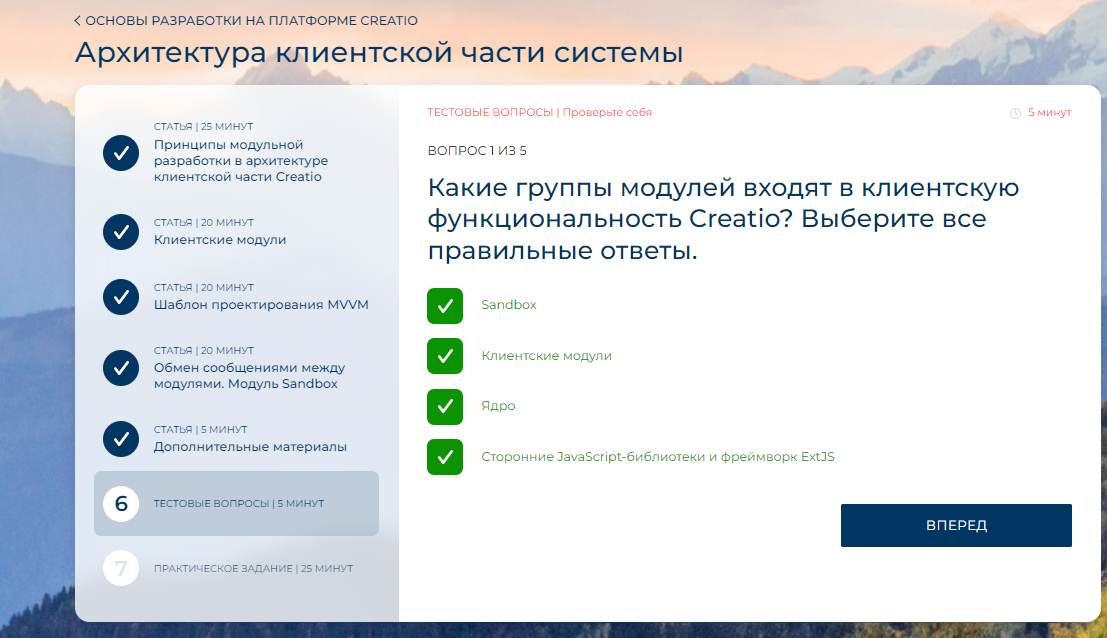 ОСНОВЫ РАЗРАБОТКИ НА ПЛАТФОРМЕ CREATIO
Архитектура клиентской части системы
СТАТЬЯ | 25 МИНУТ
Принципы модульной
разработки в архитектуре
клиентской части Creatio
СТАТЬЯ | 20 МИНУТ
Клиентские модули
СТАТЬЯ | 20 МИНУТ
Шаблон проектирования MVVM
СТАТЬЯ | 20 МИНУТ
Обмен сообщениями между
модулями. Модуль Sandbox
СТАТЬЯ | 5 МИНУТ
Дополнительные материалы
6 ТЕСТОВЫЕ ВОПРОСЫ | 5 МИНУТ
7 ПРАКТИЧЕСКОЕ ЗАДАНИЕ | 25 МИНУТ
ТЕСТОВЫЕ ВОПРОСЫ | Проверьте себя
5 минут
ВОПРОС 1 ИЗ 5
Какие группы модулей входят в клиентскую
функциональность Creatio? Выберите все
правильные ответы.
Sandbox
Клиентские модули
Ядро
Сторонние JavaScript-библиотеки и фреймворк ExtJS
ВПЕРЕД